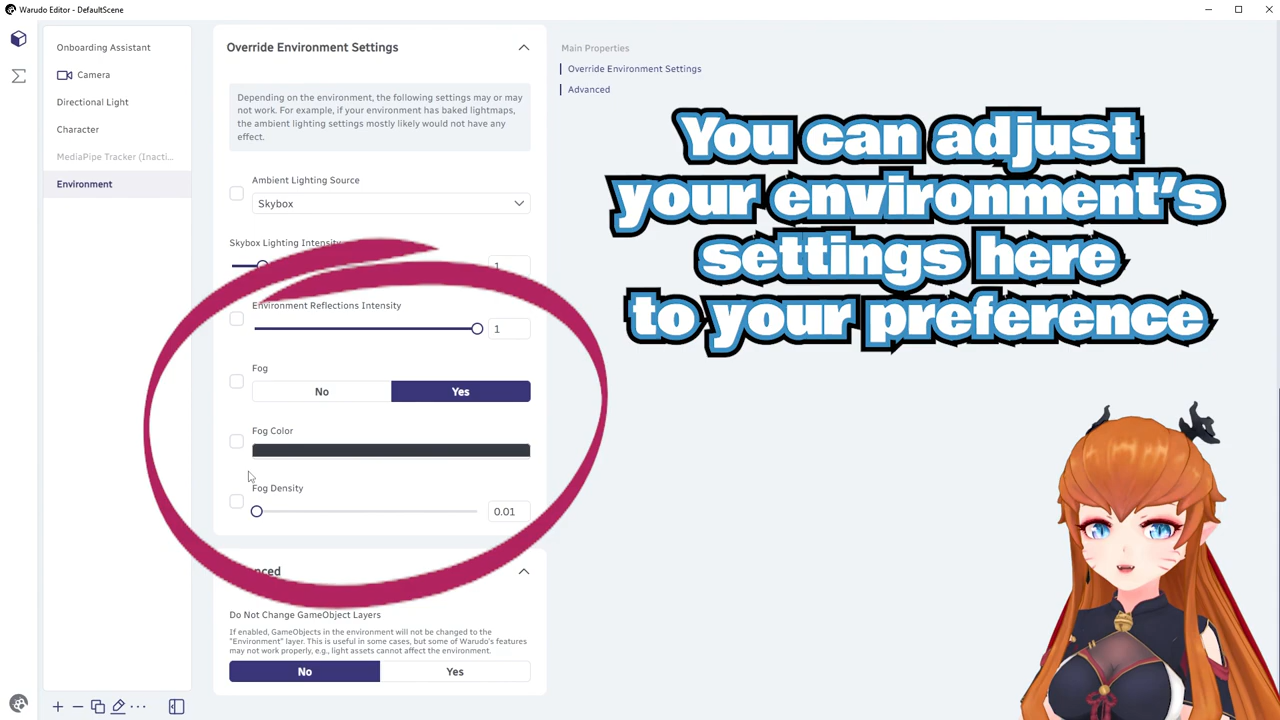 Warudo Editor - DefaultScene
Onboarding Assistant
Camera
Directional Light
Character
MediaPipe Tracker (Inacti...
Environment
Override Environment Settings
Depending on the environment, the following settings may or may
not work. For example, if your environment has baked lightmaps,
the ambient lighting settings mostly likely would not have any
effect.
Ambient Lighting Source
Skybox
Skybox Lighting Intensity
1
Environment Reflections Intensity
1
Fog
No
Yes
Fog Color
Fog Density
0.01
Do Not Change GameObject Layers
If enabled, GameObjects in the environment will not be changed to the
"Environment" layer. This is useful in some cases, but some of Warudo's features
may not work properly, e.g., light assets cannot affect the environment.
No
Yes
Main Properties
Override Environment Settings
Advanced
You can adjust
your environment's
settings here
to your preference